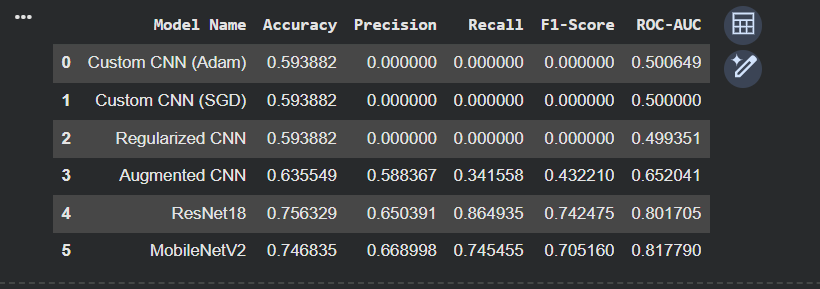 Model Name Accuracy Precision Recall F1-Score ROC-AUC
0 Custom CNN (Adam) 0.593882 0.000000 0.000000 0.000000 0.500649
1 Custom CNN (SGD) 0.593882 0.000000 0.000000 0.000000 0.500000
2 Regularized CNN 0.593882 0.000000 0.000000 0.000000 0.499351
3 Augmented CNN 0.635549 0.588367 0.341558 0.432210 0.652041
4 ResNet18 0.756329 0.650391 0.864935 0.742475 0.801705
5 MobileNetV2 0.746835 0.668998 0.745455 0.705160 0.817790